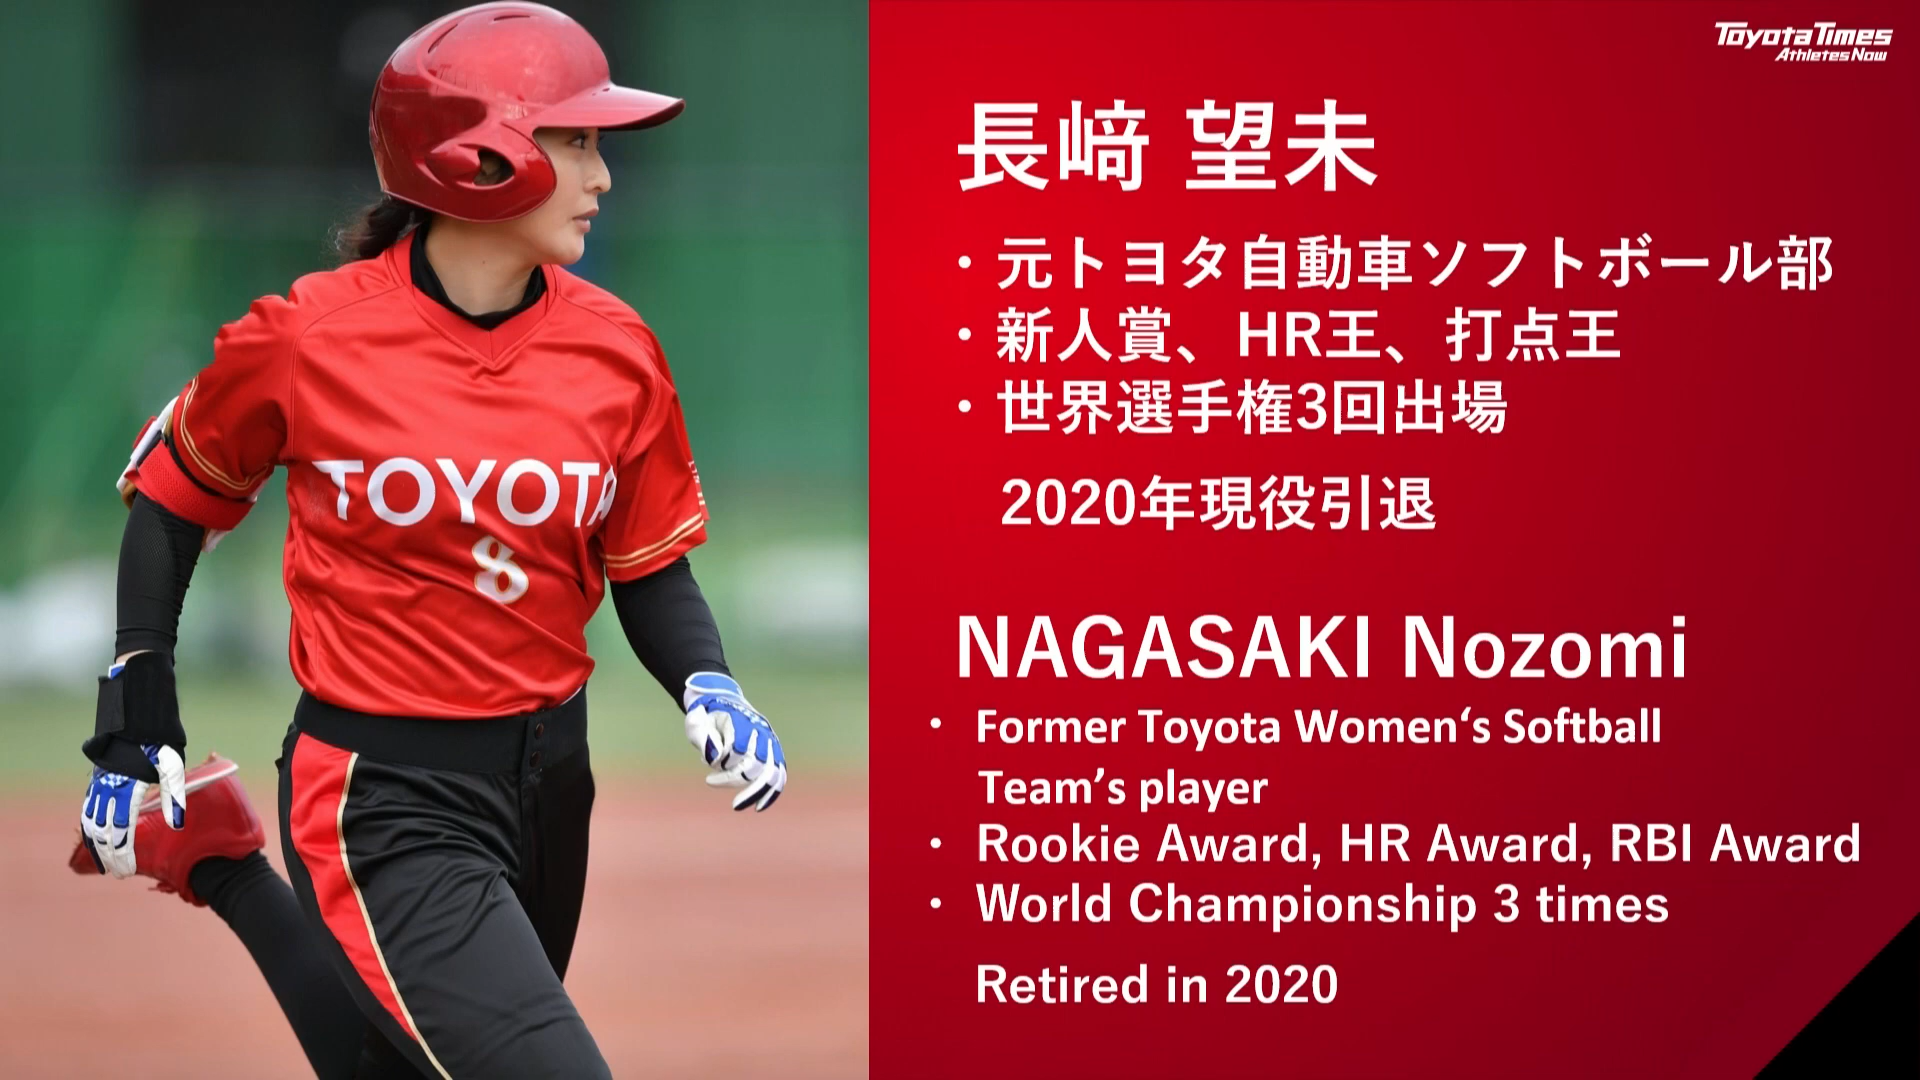 Toyota Times
Athletes Now
長﨑 望未
・元トヨタ自動車ソフトボール部
・新人賞、HR王、打点王
・世界選手権3回出場
2020年現役引退
NAGASAKI Nozomi
・ Former Toyota Women‘s Softball
Team’s player
・ Rookie Award, HR Award, RBI Award
・ World Championship 3 times
Retired in 2020
TOYOTA
8